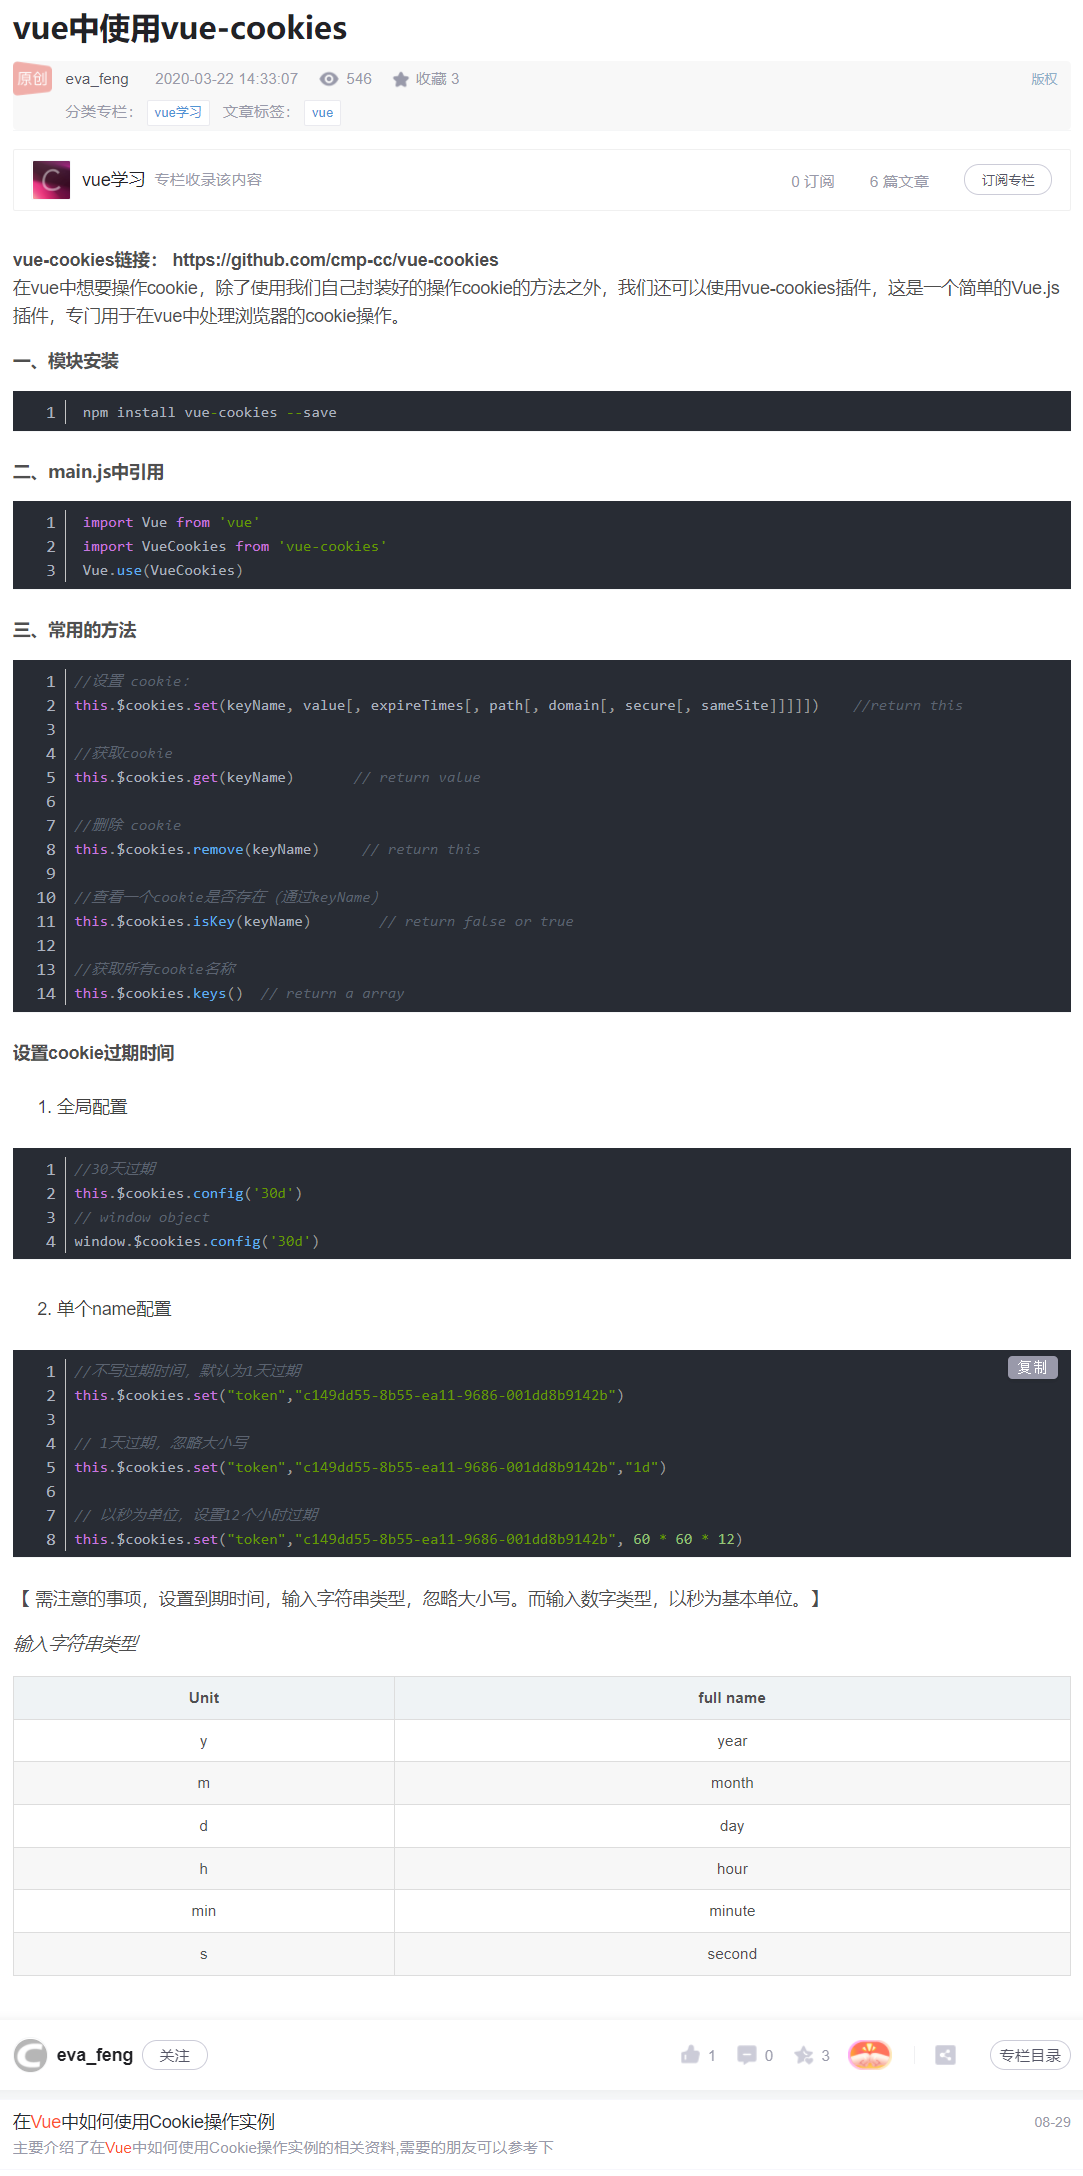 vue中使用vue-cookies
原创 eva_feng 2020-03-22 14:33:07 546 收藏 3 版权
分类专栏： vue学习 文章标签： vue
C vue学习 专栏收录该内容 0 订阅 6 篇文章 订阅专栏
vue-cookies链接： https://github.com/cmp-cc/vue-cookies
在vue中想要操作cookie，除了使用我们自己封装好的操作cookie的方法之外，我们还可以使用vue-cookies插件，这是一个简单的Vue.js
插件，专门用于在vue中处理浏览器的cookie操作。
一、模块安装
1 npm install vue-cookies --save
二、main.js中引用
1 import Vue from 'vue'
2 import VueCookies from 'vue-cookies'
3 Vue.use(VueCookies)
三、常用的方法
1 //设置 cookie：
2 this.$cookies.set(keyName, value[, expireTimes[, path[, domain[, secure[, sameSite]]]]]) //return this
3
4 //获取cookie
5 this.$cookies.get(keyName) // return value
6
7 //删除 cookie
8 this.$cookies.remove(keyName) // return this
9
10 //查看一个cookie是否存在（通过keyName）
11 this.$cookies.isKey(keyName) // return false or true
12
13 //获取所有cookie名称
14 this.$cookies.keys() // return a array
设置cookie过期时间
1. 全局配置
1 //30天过期
2 this.$cookies.config('30d')
3 // window object
4 window.$cookies.config('30d')
2. 单个name配置
复制
1 //不写过期时间，默认为1天过期
2 this.$cookies.set("token","c149dd55-8b55-ea11-9686-001dd8b9142b")
3
4 // 1天过期，忽略大小写
5 this.$cookies.set("token","c149dd55-8b55-ea11-9686-001dd8b9142b","1d")
6
7 // 以秒为单位，设置12个小时过期
8 this.$cookies.set("token","c149dd55-8b55-ea11-9686-001dd8b9142b", 60 * 60 * 12)
【 需注意的事项，设置到期时间，输入字符串类型，忽略大小写。而输入数字类型，以秒为基本单位。】
输入字符串类型
Unit full name
y year
m month
d day
h hour
min minute
s second
eva_feng 关注 1 0 3 专栏目录
在Vue中如何使用Cookie操作实例 08-29
主要介绍了在Vue中如何使用Cookie操作实例的相关资料,需要的朋友可以参考下